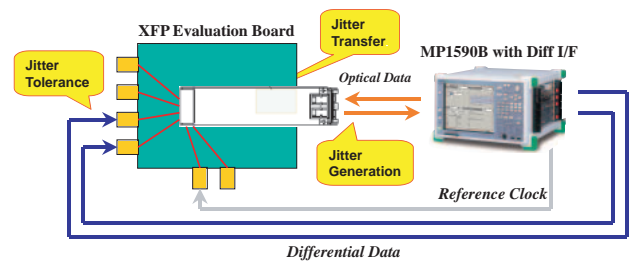 XFP Evaluation Board
Jitter
Transfer
MP1590B with Diff I/F
Jitter
Tolerance
Optical Data
Jitter
Generation
Reference Clock
Differential Data